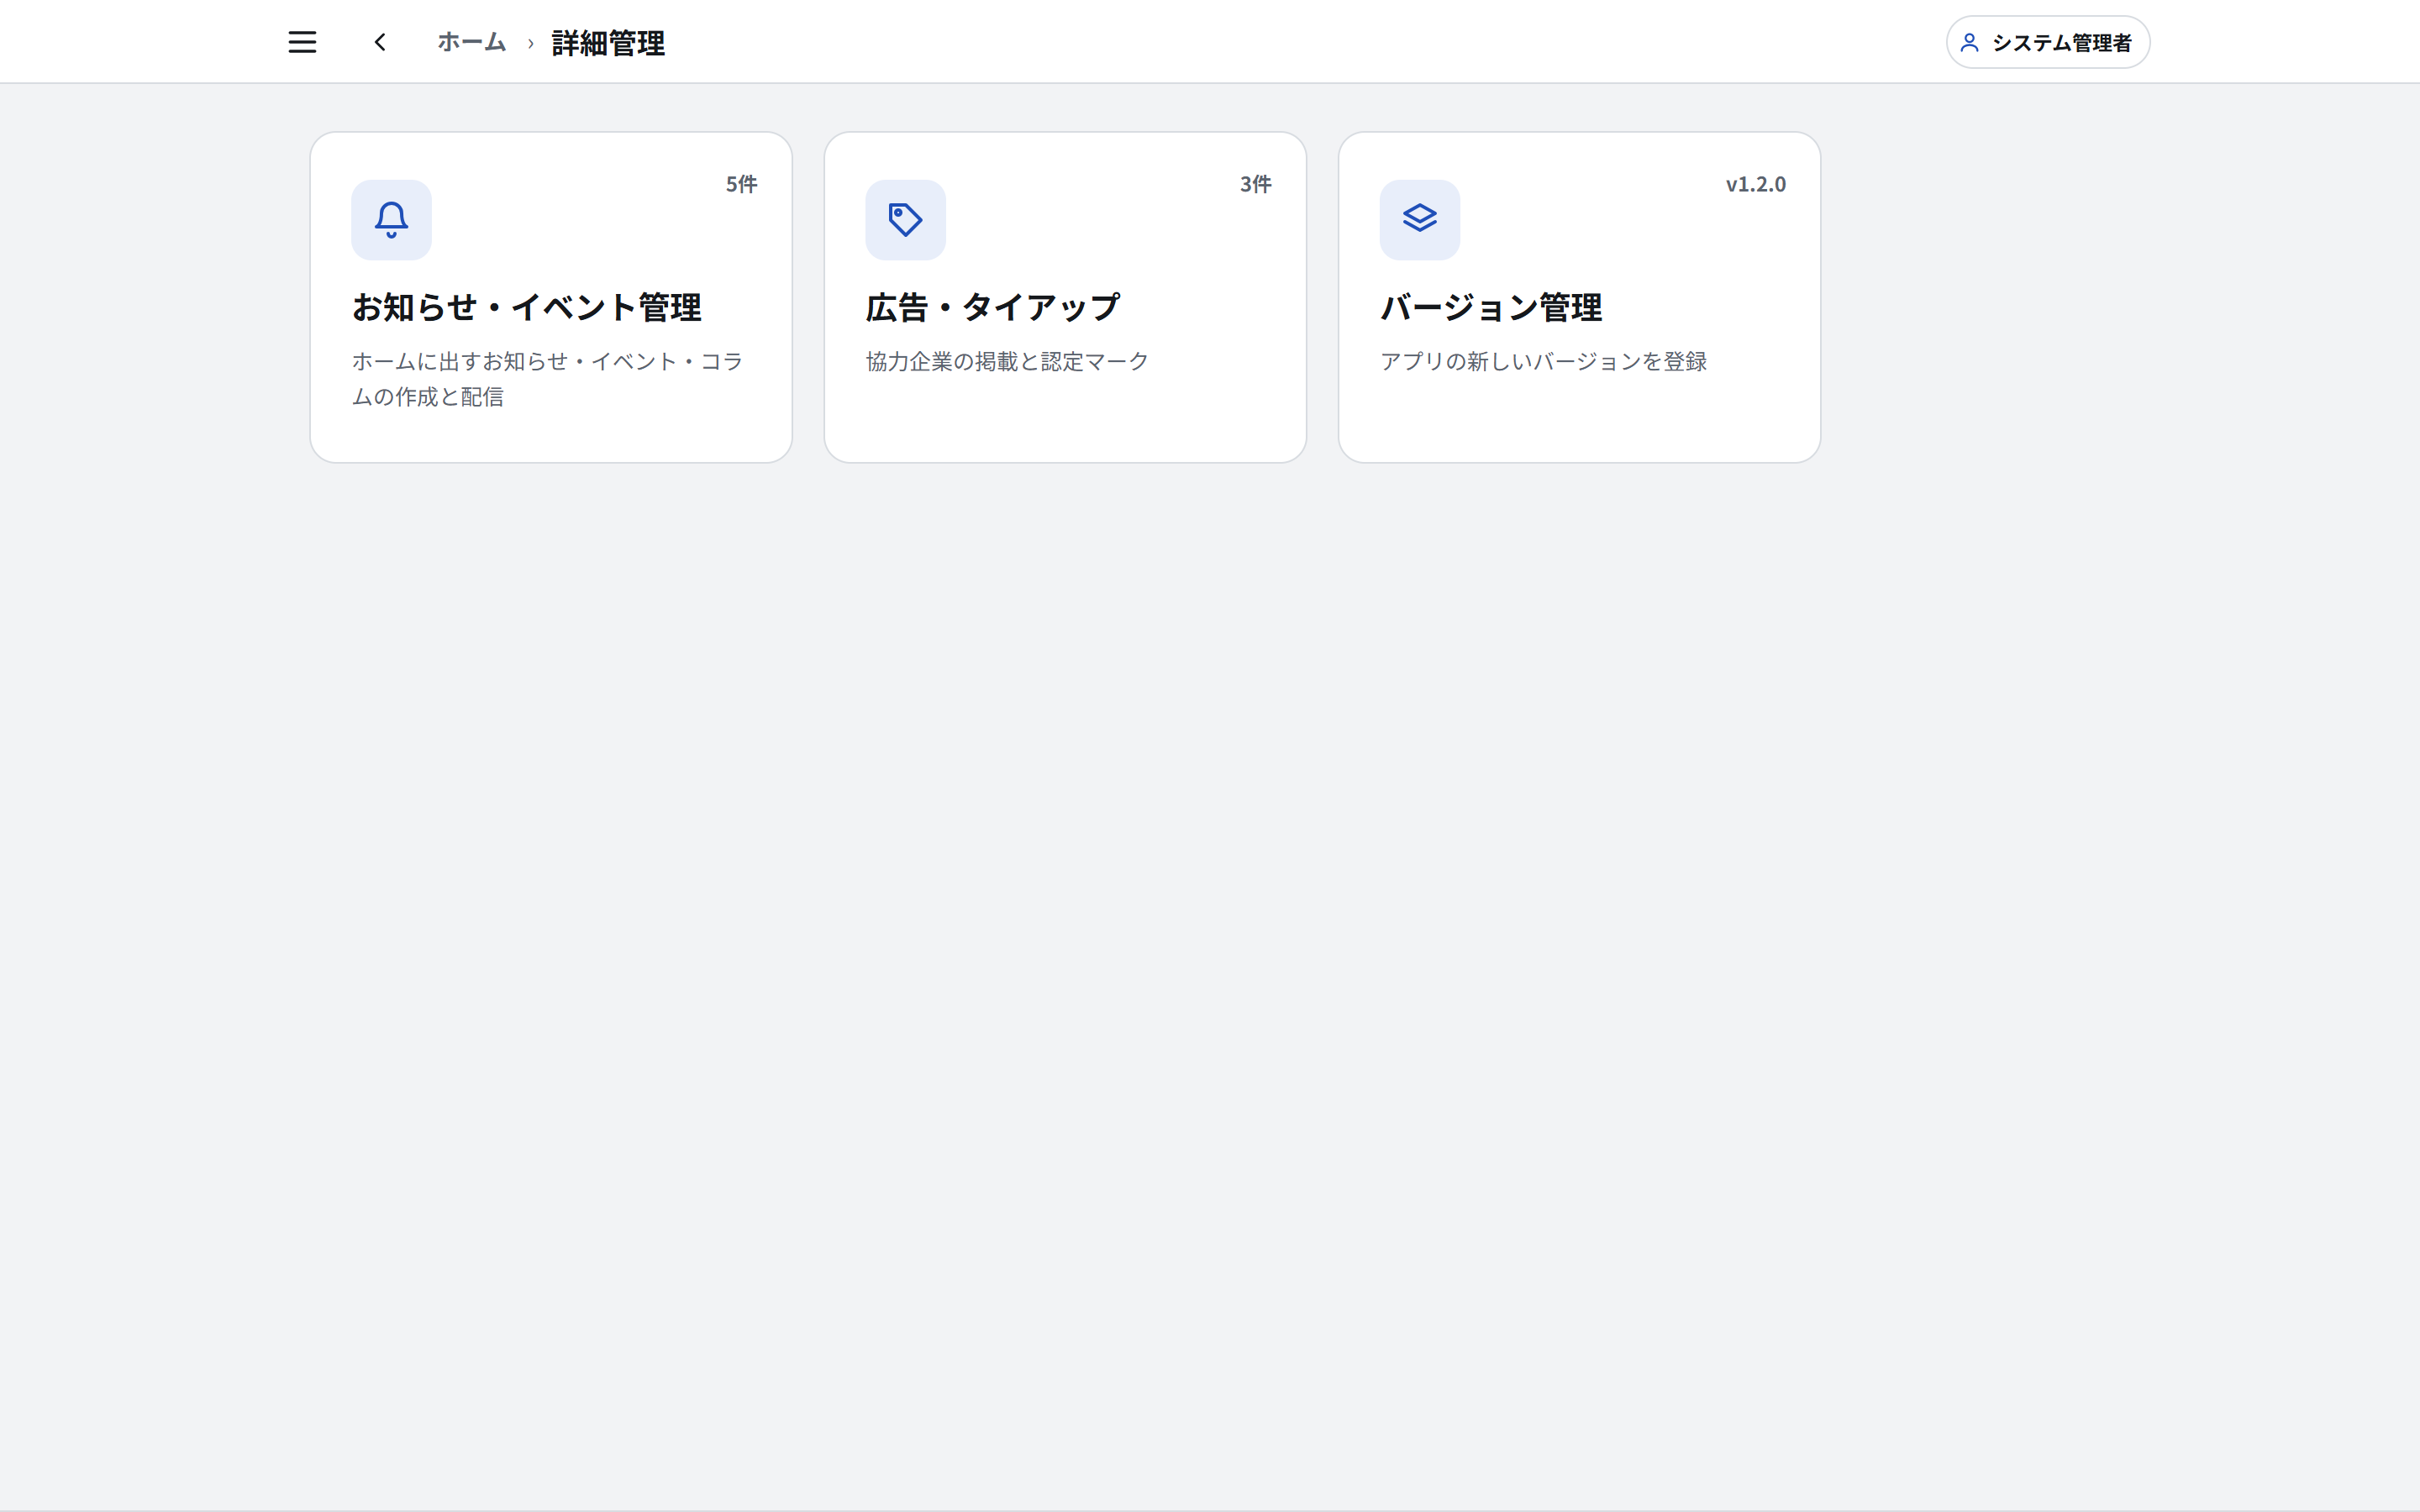 ホーム › 詳細管理
システム管理者
5件
お知らせ・イベント管理
ホームに出すお知らせ・イベント・コラ
ムの作成と配信
3件
広告・タイアップ
協力企業の掲載と認定マーク
v1.2.0
バージョン管理
アプリの新しいバージョンを登録